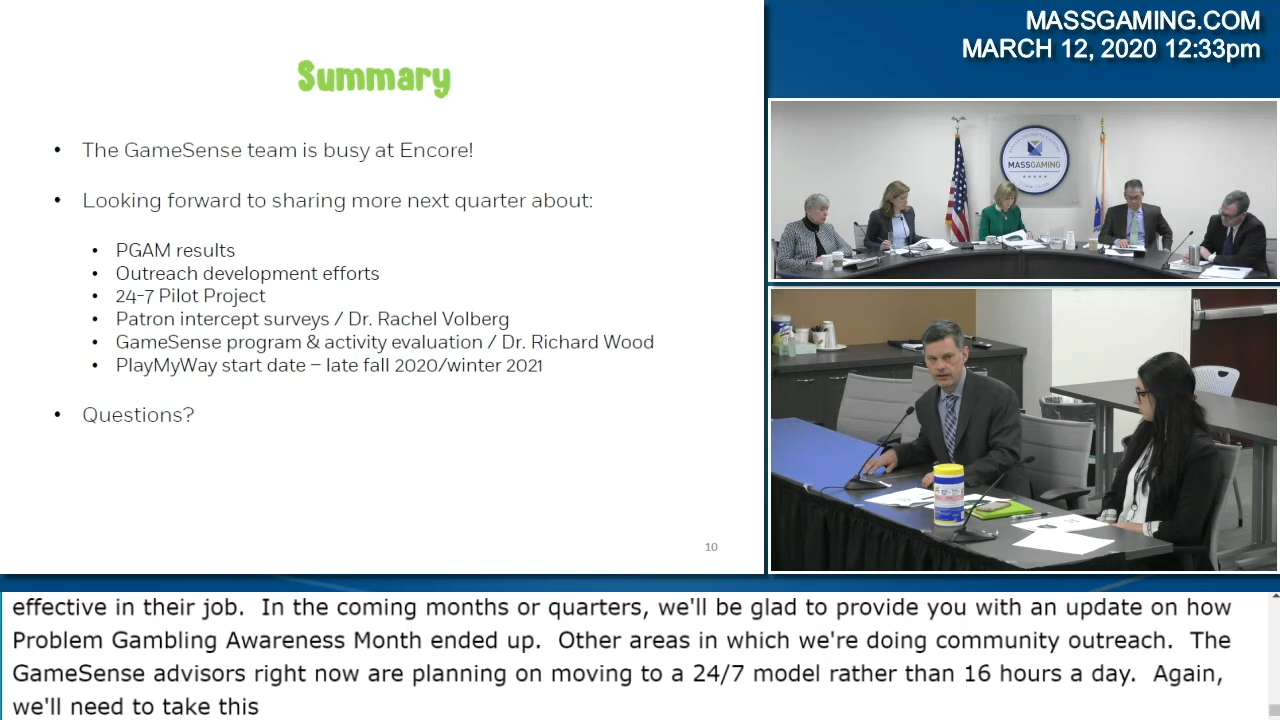 MASSGAMING.COM
MARCH 12, 2020 12:33pm
Summary
• The GameSense team is busy at Encore!
• Looking forward to sharing more next quarter about:
• PGAM results
• Outreach development efforts
• 24-7 Pilot Project
• Patron intercept surveys / Dr. Rachel Volberg
• GameSense program & activity evaluation / Dr. Richard Wood
• PlayMyWay start date – late fall 2020/winter 2021
• Questions?
10
MASSGAMING
effective in their job.  In the coming months or quarters, we'll be glad to provide you with an update on how
Problem Gambling Awareness Month ended up.  Other areas in which we're doing community outreach.  The
GameSense advisors right now are planning on moving to a 24/7 model rather than 16 hours a day.  Again,
we'll need to take this